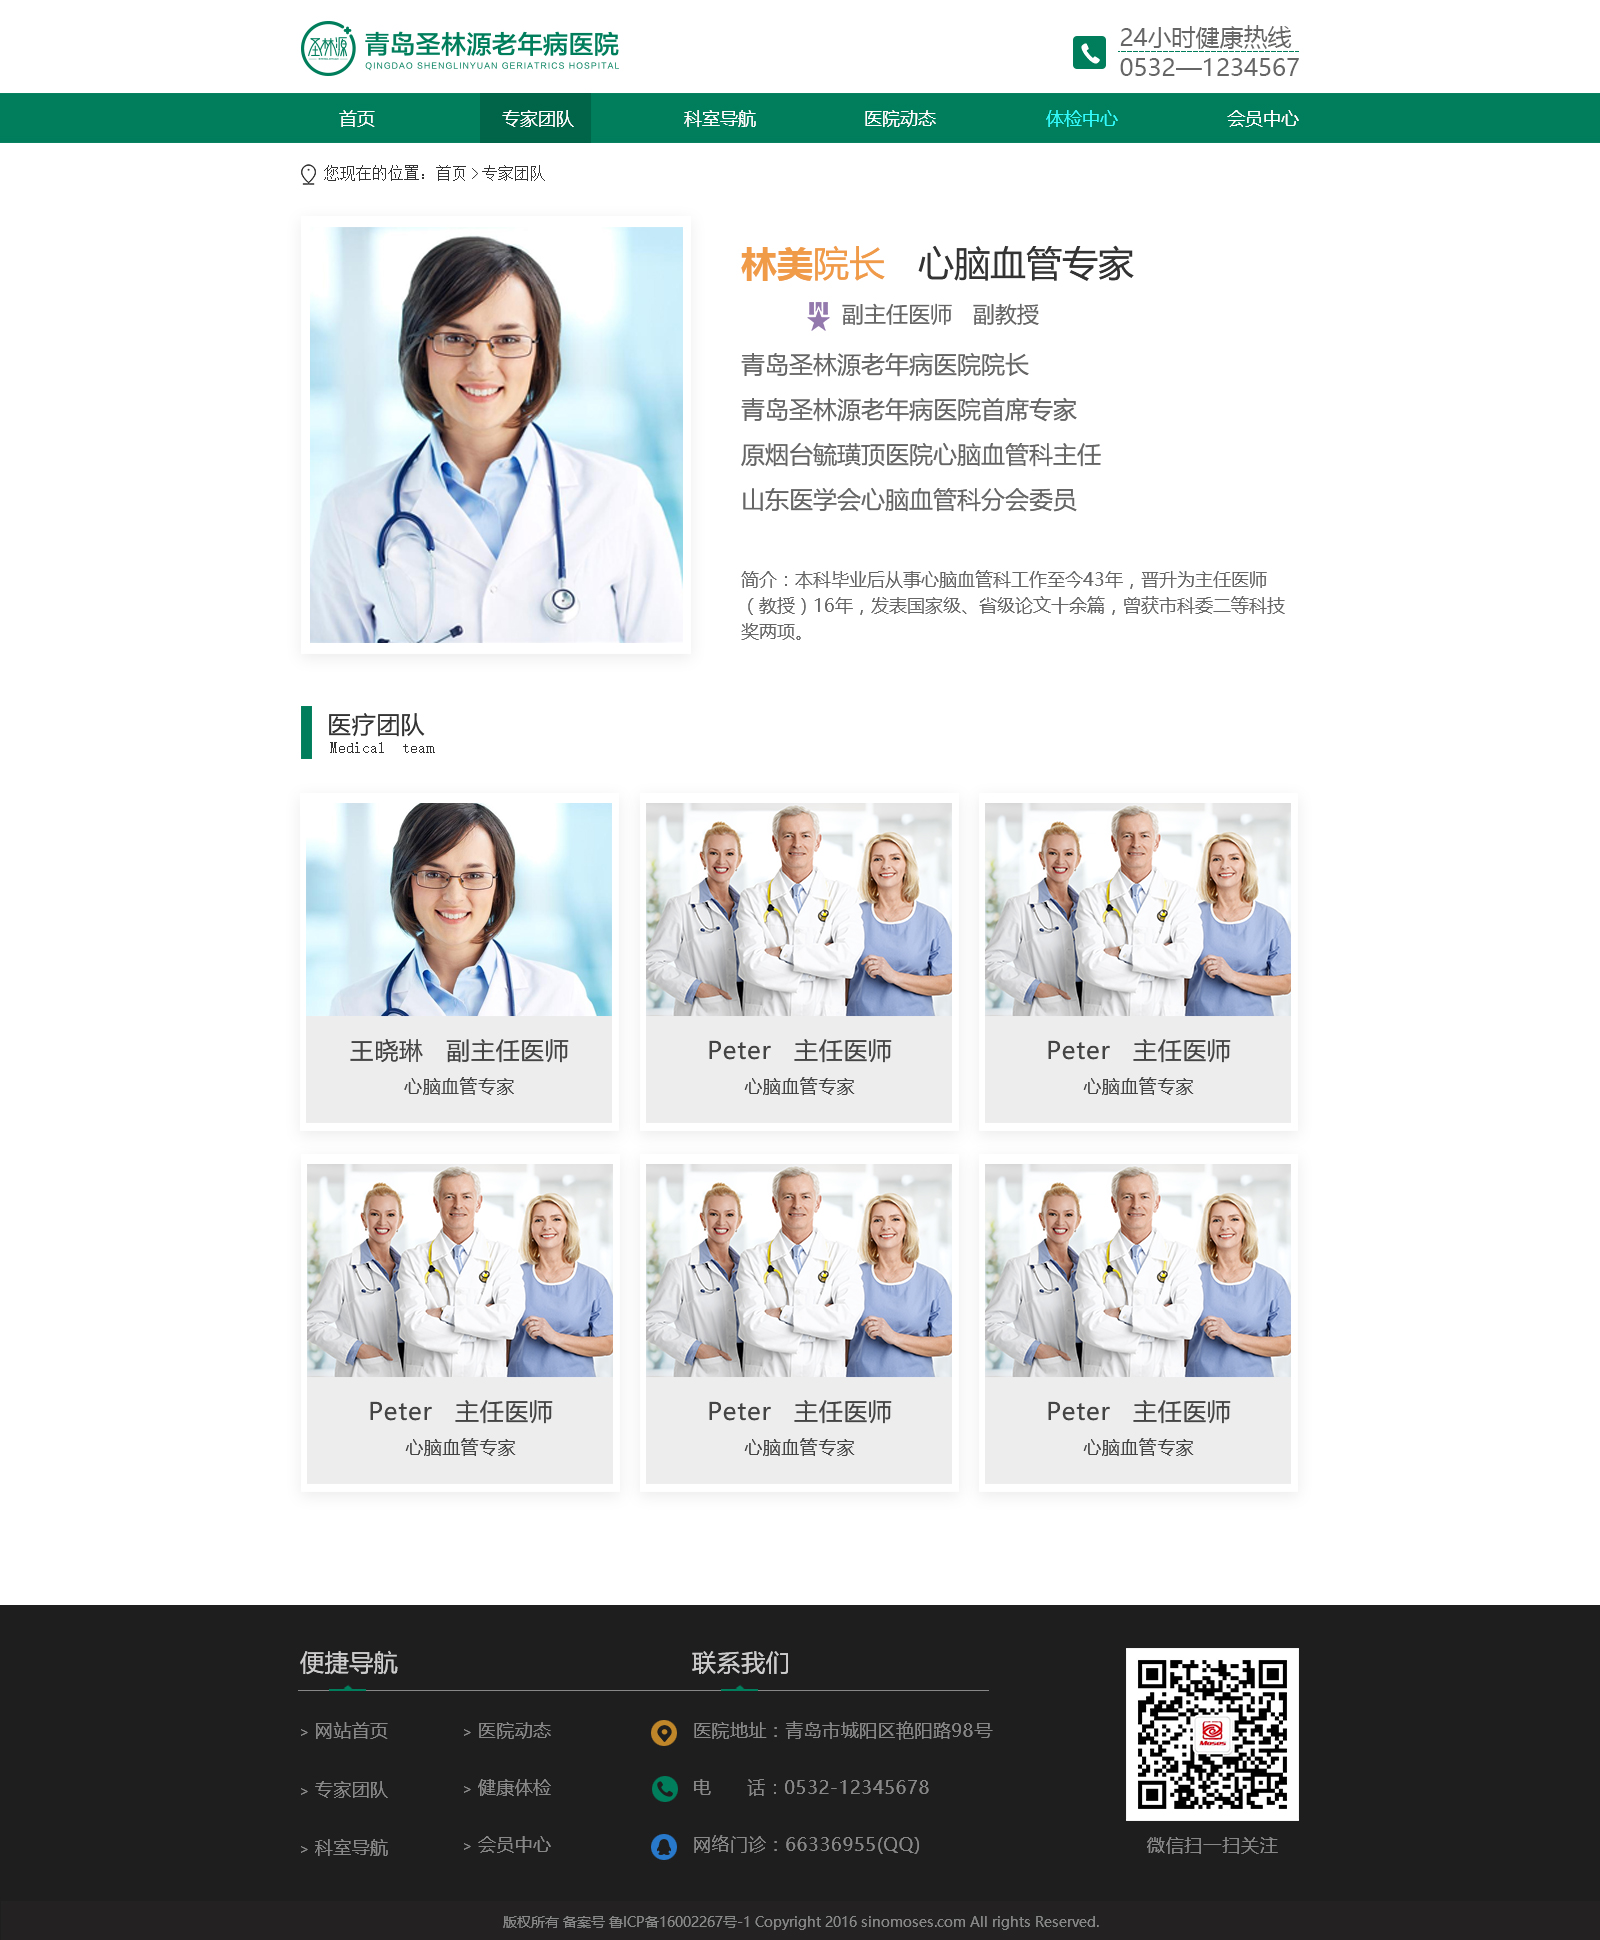 圣林源
青岛圣林源老年病医院
QINGDAO SHENGLINYUAN GERIATRICS HOSPITAL
24小时健康热线
0532—1234567
首页 专家团队 科室导航 医院动态 体检中心 会员中心
您现在的位置：首页>专家团队
林美院长 心脑血管专家
副主任医师 副教授
青岛圣林源老年病医院院长
青岛圣林源老年病医院首席专家
原烟台毓璜顶医院心脑血管科主任
山东医学会心脑血管科分会委员
简介：本科毕业后从事心脑血管科工作至今43年，晋升为主任医师
（教授）16年，发表国家级、省级论文十余篇，曾获市科委二等科技
奖两项。
医疗团队
Medical team
王晓琳 副主任医师
心脑血管专家
Peter 主任医师
心脑血管专家
Peter 主任医师
心脑血管专家
Peter 主任医师
心脑血管专家
Peter 主任医师
心脑血管专家
Peter 主任医师
心脑血管专家
便捷导航
> 网站首页
> 医院动态
> 专家团队
> 健康体检
> 科室导航
> 会员中心
联系我们
医院地址：青岛市城阳区艳阳路98号
电 话：0532-12345678
网络门诊：66336955(QQ)
Moses
微信扫一扫关注
版权所有 备案号 鲁ICP备16002267号-1 Copyright 2016 sinomoses.com All rights Reserved.